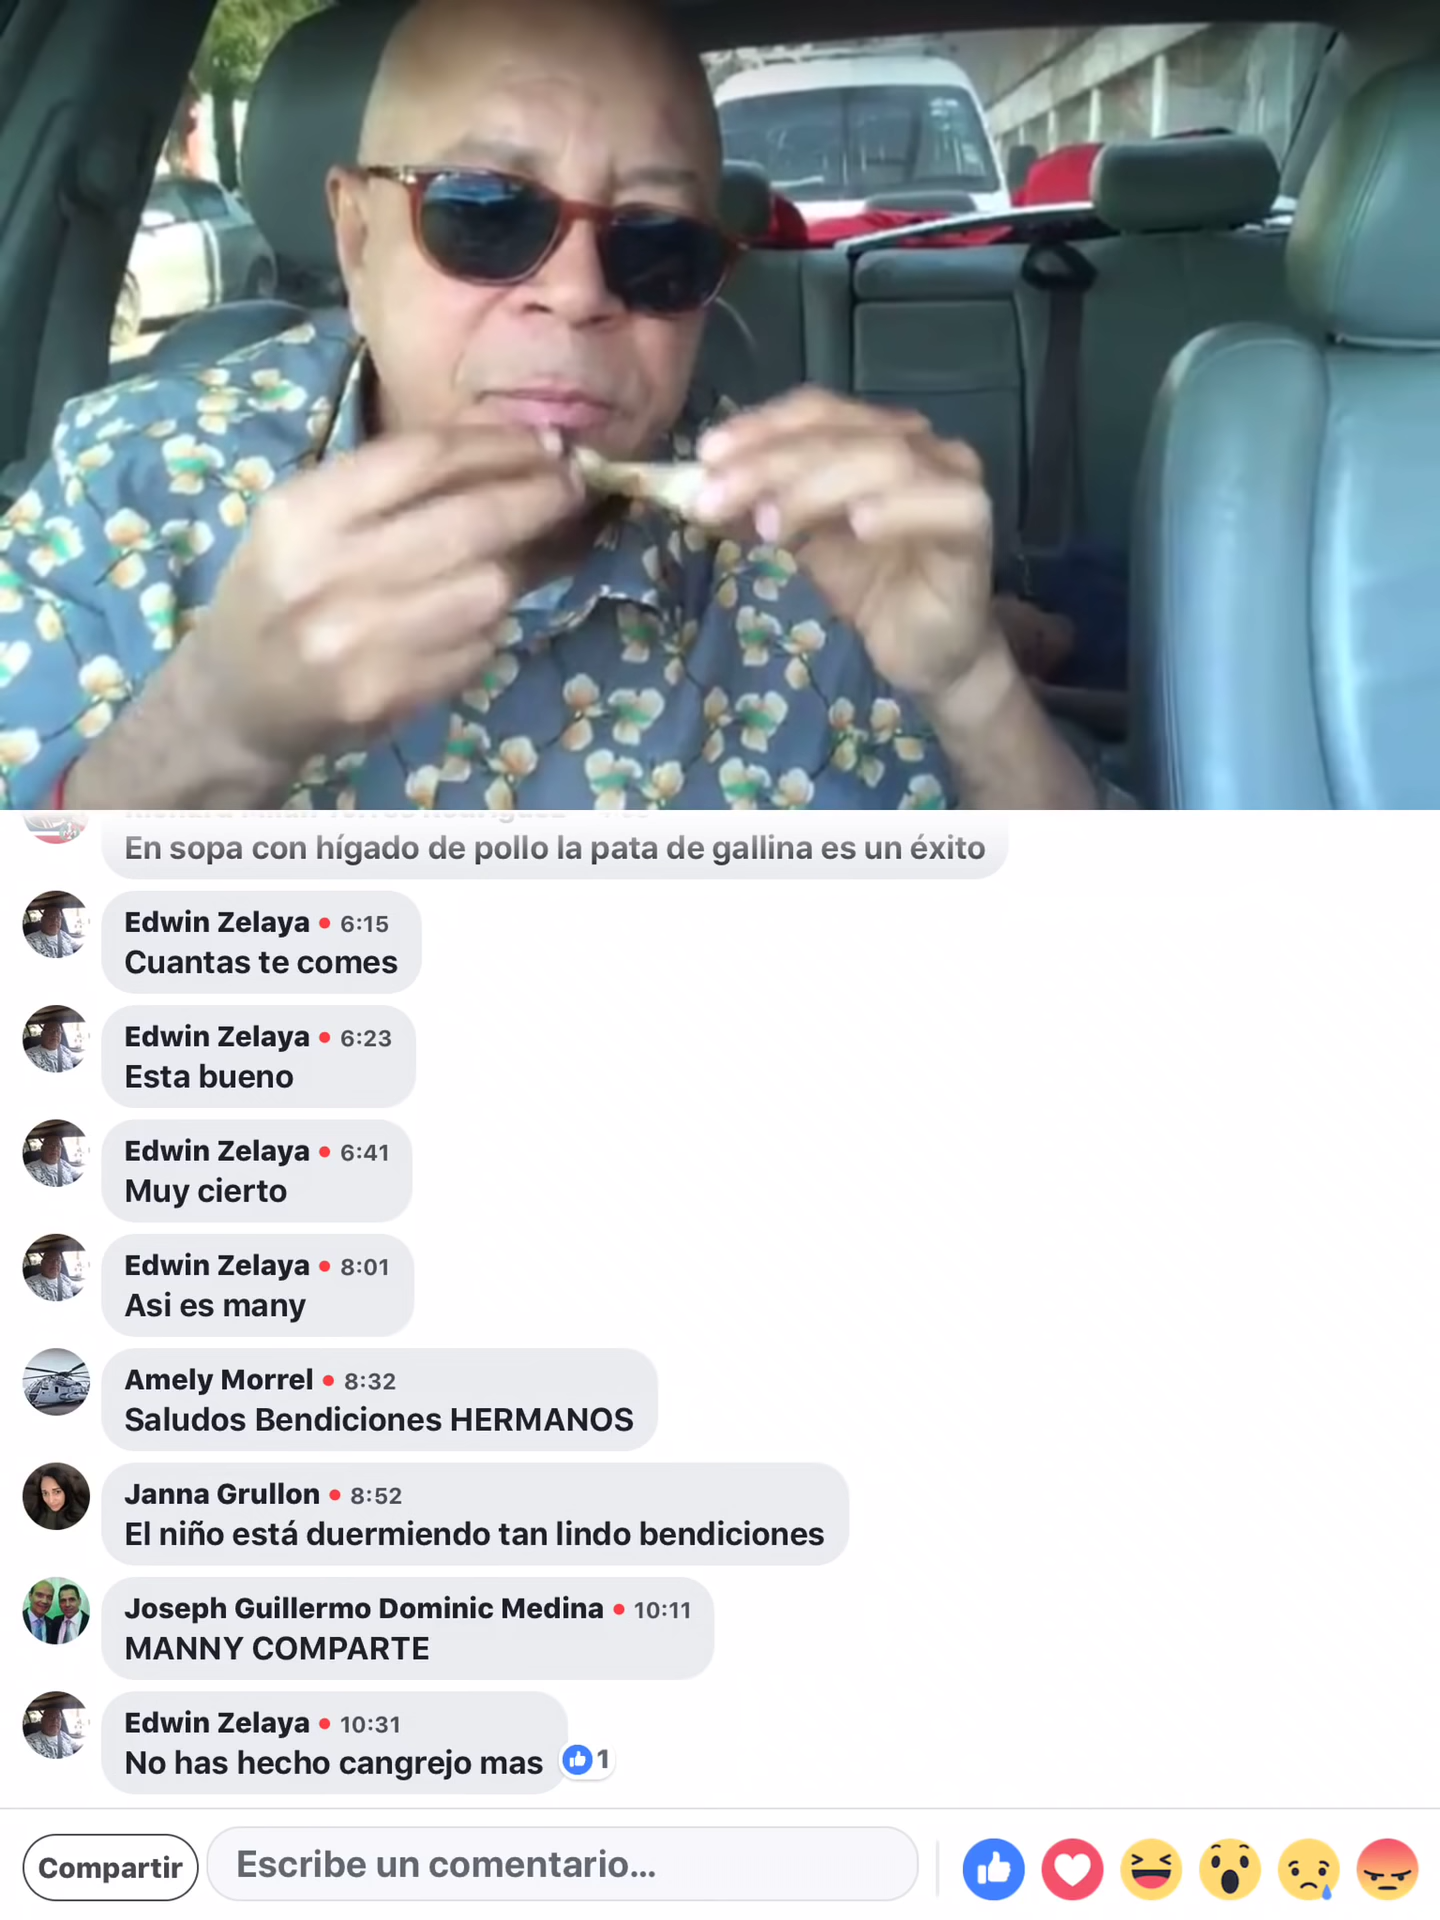 En sopa con hígado de pollo la pata de gallina es un éxito
Edwin Zelaya • 6:15
Cuantas te comes
Edwin Zelaya • 6:23
Esta bueno
Edwin Zelaya • 6:41
Muy cierto
Edwin Zelaya • 8:01
Asi es many
Amely Morrel • 8:32
Saludos Bendiciones HERMANOS
Janna Grullon • 8:52
El niño está duermiendo tan lindo bendiciones
Joseph Guillermo Dominic Medina • 10:11
MANNY COMPARTE
Edwin Zelaya • 10:31
No has hecho cangrejo mas
1
Compartir
Escribe un comentario...